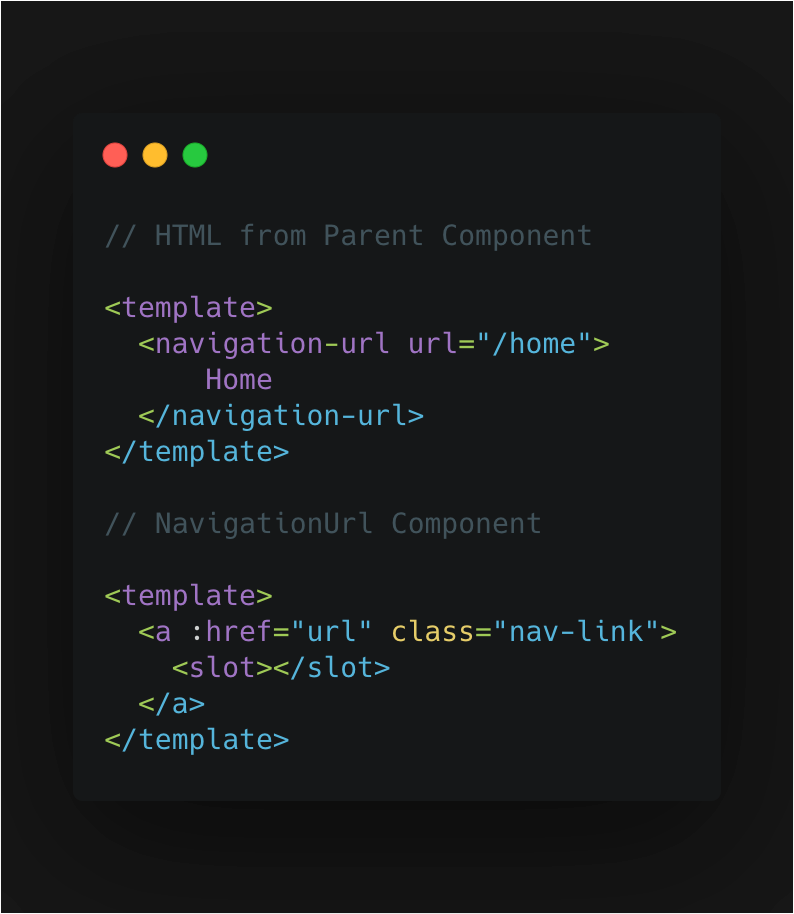 // HTML from Parent Component
<template>
  <navigation-url url="/home">
      Home
  </navigation-url>
</template>
// NavigationUrl Component
<template>
  <a :href="url" class="nav-link">
    <slot></slot>
  </a>
</template>